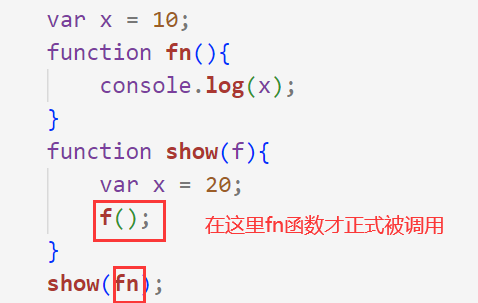 var x = 10;
function fn(){
console.log(x);
}
function show(f){
var x = 20;
f(); 在这里fn函数才正式被调用
}
show(fn);